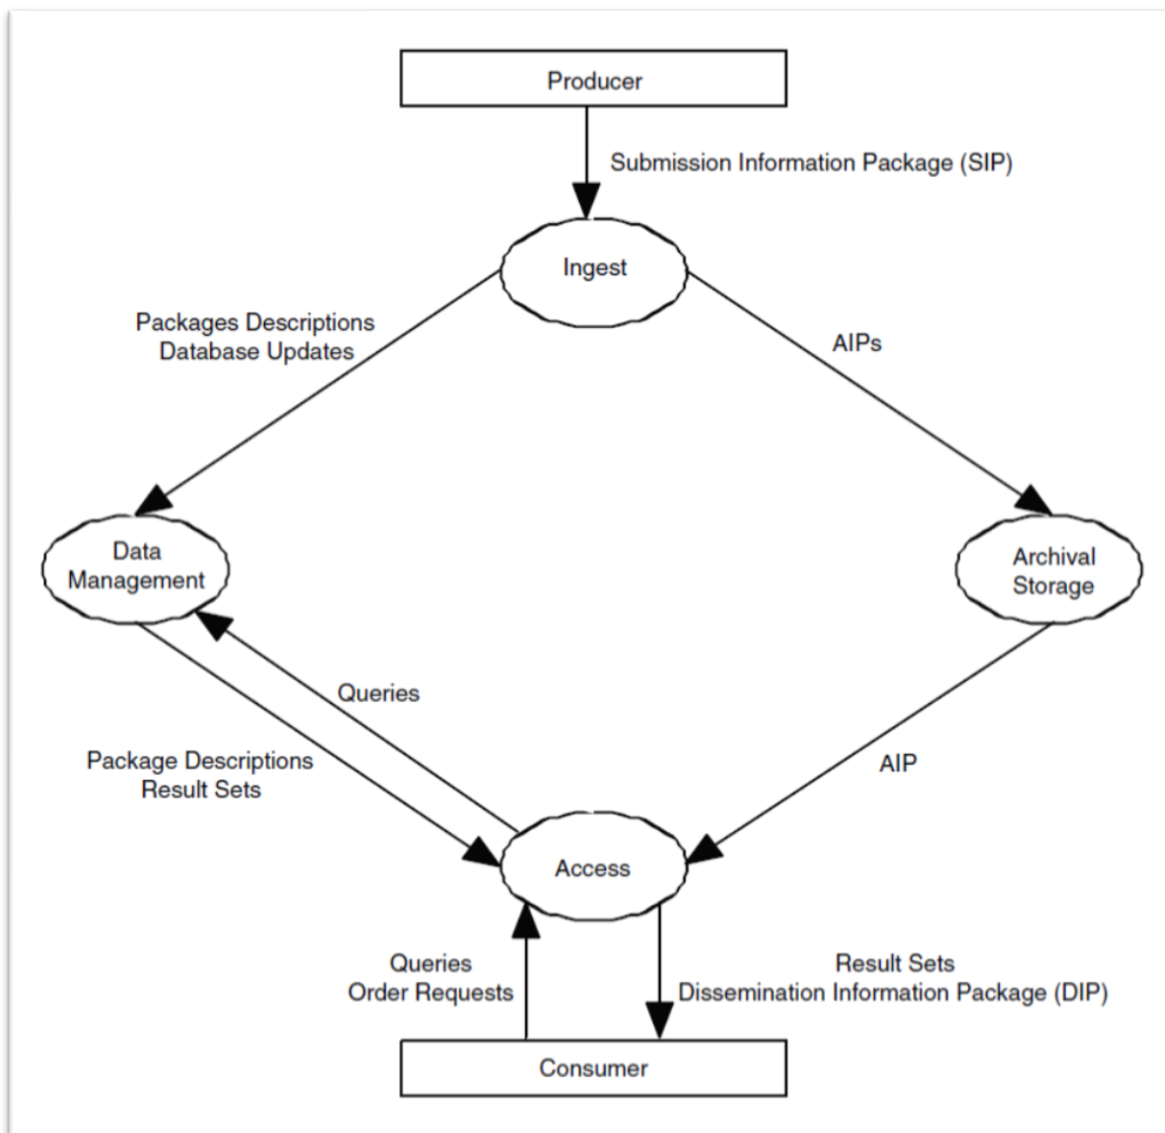 Producer
Submission Information Package (SIP)
Ingest
Packages Descriptions
Database Updates
AIPs
Data
Management
Archival
Storage
Queries
Package Descriptions
Result Sets
AIP
Access
Queries
Order Requests
Result Sets
Dissemination Information Package (DIP)
Consumer